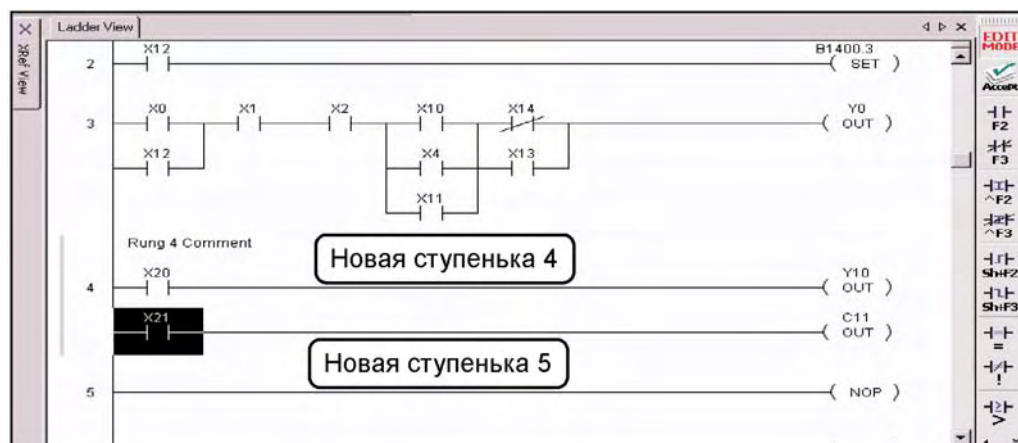 Ladder View
XRef View
X12
B1400.3
2
( SET )
X0 X1 X2 X10 X14 Y0
3
( OUT )
X12 X4 X13
X11
Rung 4 Comment
Новая ступенька 4
X20 Y10
4
( OUT )
X21 C11
( OUT )
Новая ступенька 5
5
( NOP )
EDIT
MODE
Accept
F2
F3
^F2
^F3
Sh+F2
Sh+F3
=
!
>